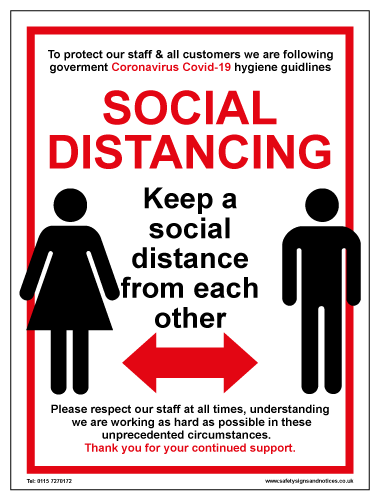 To protect our staff & all customers we are following
goverment Coronavirus Covid-19 hygiene guidlines
SOCIAL
DISTANCING
Keep a
social
distance
from each
other
Please respect our staff at all times, understanding
we are working as hard as possible in these
unprecedented circumstances.
Thank you for your continued support.
Tel: 0115 7270172
www.safetysignsandnotices.co.uk